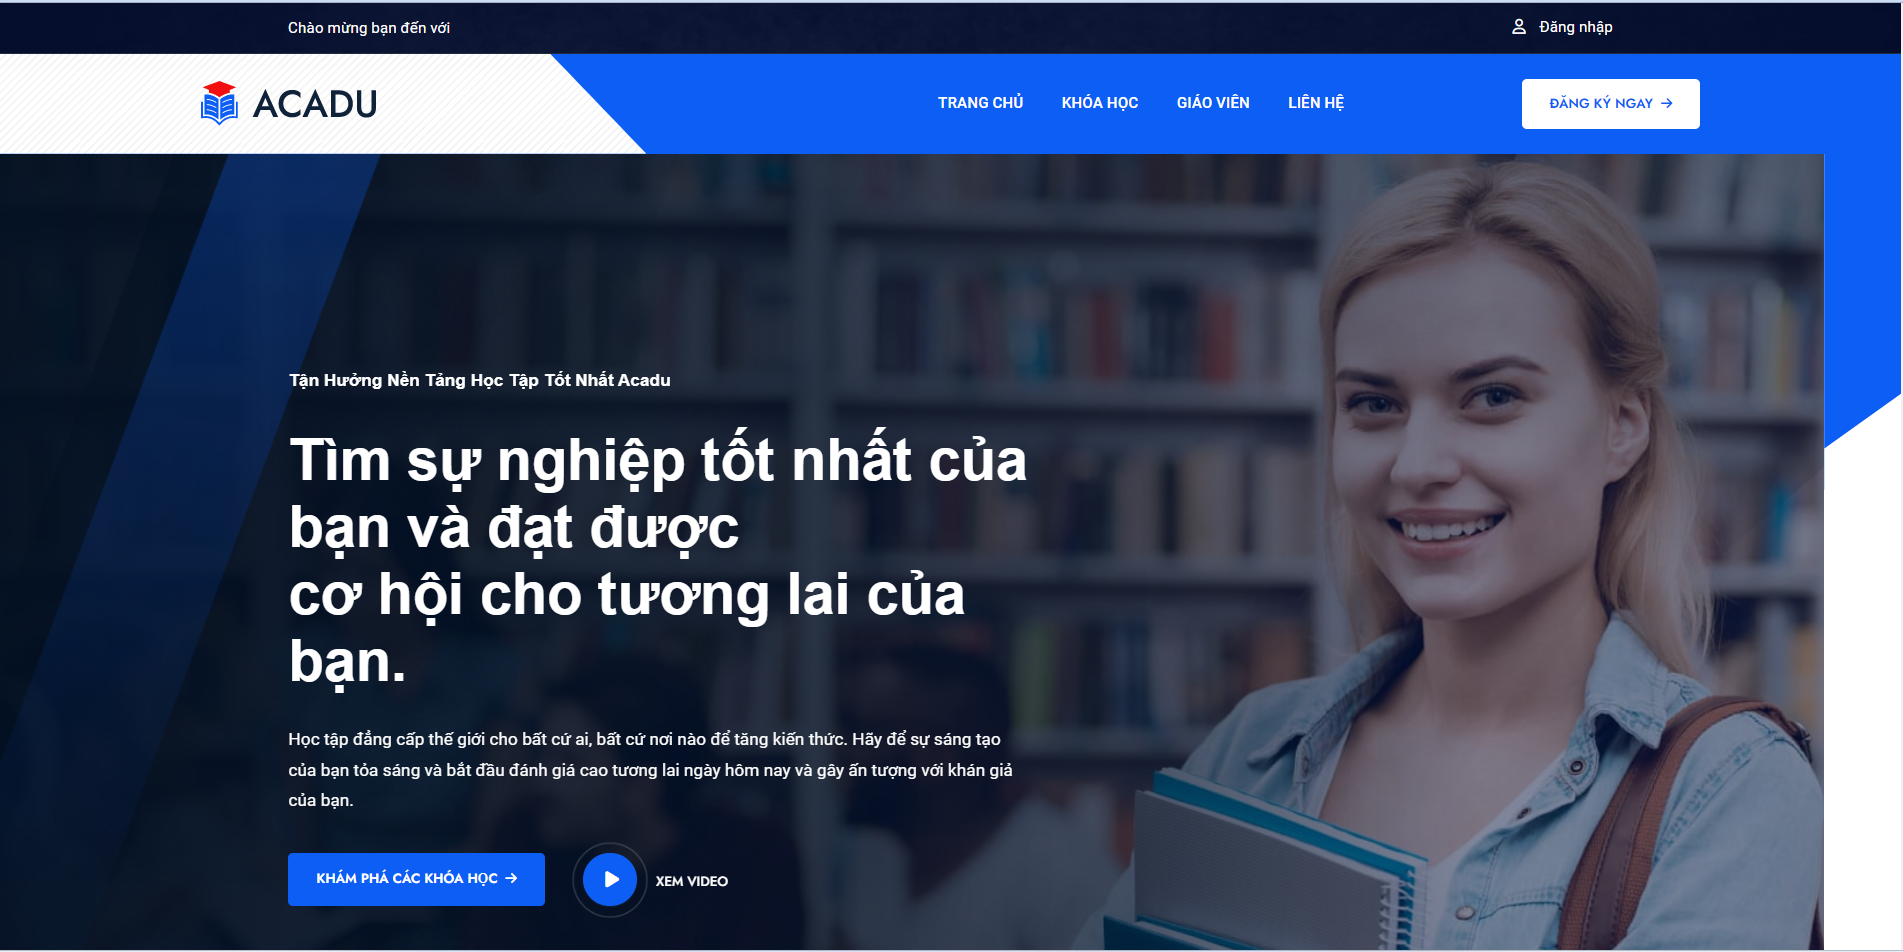 Chào mừng bạn đến với
Đăng nhập
ACADU
TRANG CHỦ
KHÓA HỌC
GIÁO VIÊN
LIÊN HỆ
ĐĂNG KÝ NGAY →
Tận Hưởng Nền Tảng Học Tập Tốt Nhất Acadu
Tìm sự nghiệp tốt nhất của
bạn và đạt được
cơ hội cho tương lai của
bạn.
Học tập đẳng cấp thế giới cho bất cứ ai, bất cứ nơi nào để tăng kiến thức. Hãy để sự sáng tạo
của bạn tỏa sáng và bắt đầu đánh giá cao tương lai ngày hôm nay và gây ấn tượng với khán giả
của bạn.
KHÁM PHÁ CÁC KHÓA HỌC →
XEM VIDEO